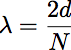 λ = 2d/N